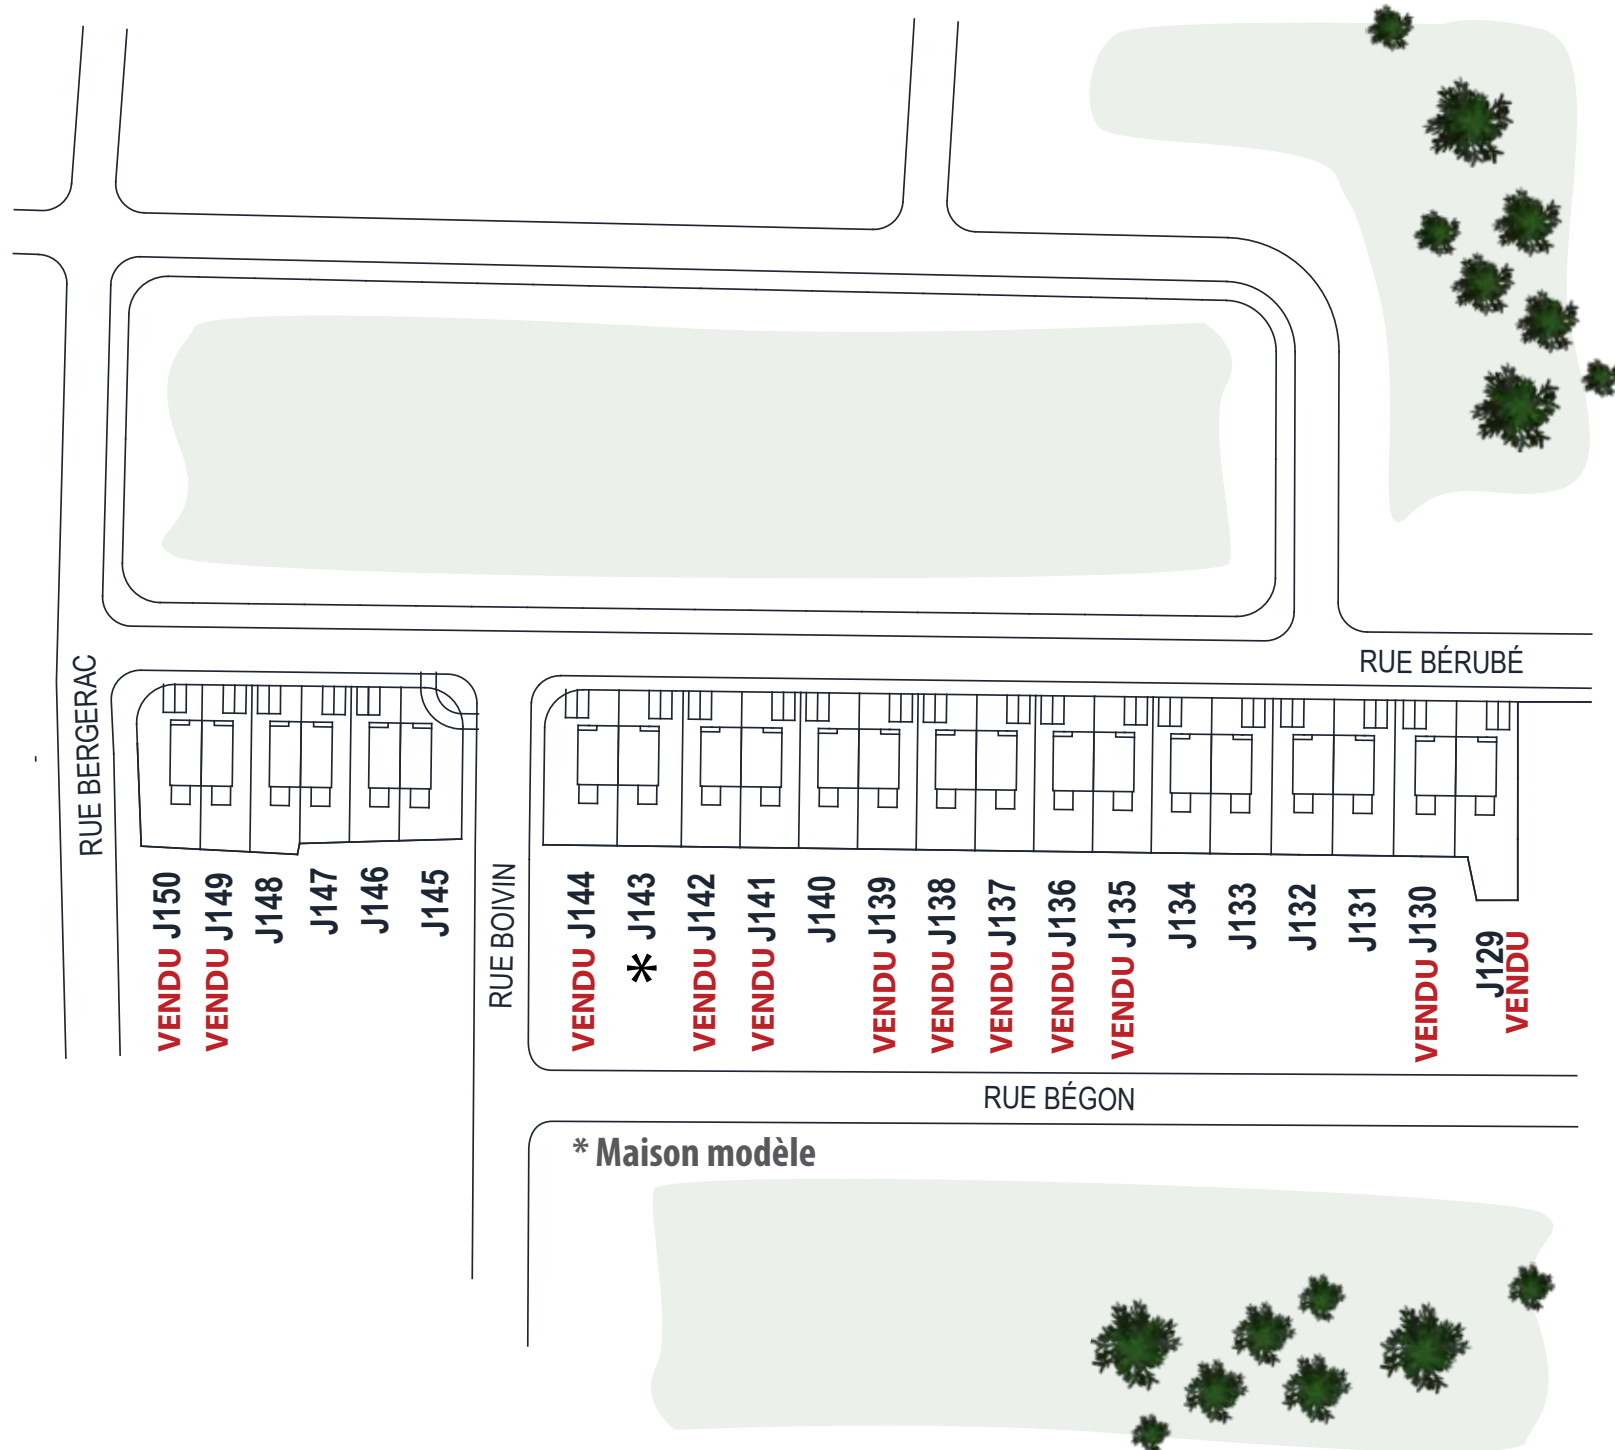 RUE BÉRUBÉ
RUE BERGERAC
VENDU J150
VENDU J149
J148
J147
J146
J145
RUE BOIVIN
VENDU J144
* J143
VENDU J142
VENDU J141
J140
VENDU J139
VENDU J138
VENDU J137
VENDU J136
VENDU J135
J134
J133
J132
J131
VENDU J130
J129
VENDU
RUE BÉGON
* Maison modèle